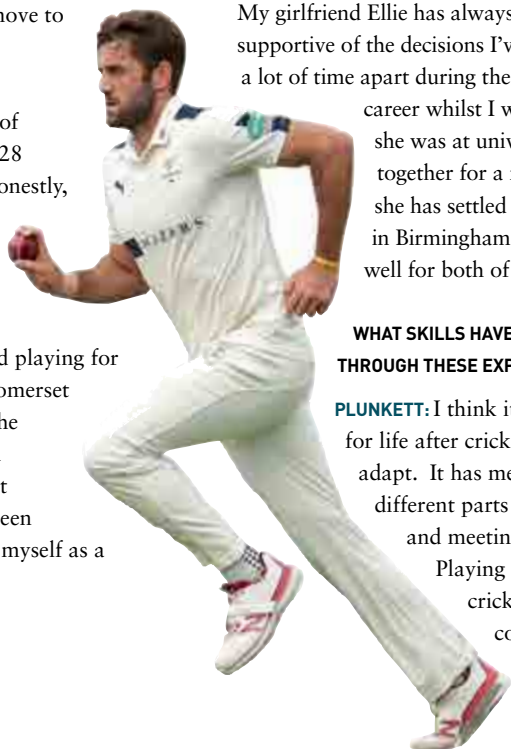 ove to
of
28
onestly,
d playing for
omerset
he
t
een
myself as a
My girlfriend Ellie has always
supportive of the decisions I’v
a lot of time apart during the
career whilst I w
she was at univ
together for a
she has settled
in Birmingham
well for both of
WHAT SKILLS HAVE
THROUGH THESE EXP
PLUNKETT: I think i
for life after crick
adapt. It has me
different parts
and meetin
Playing
crick
co